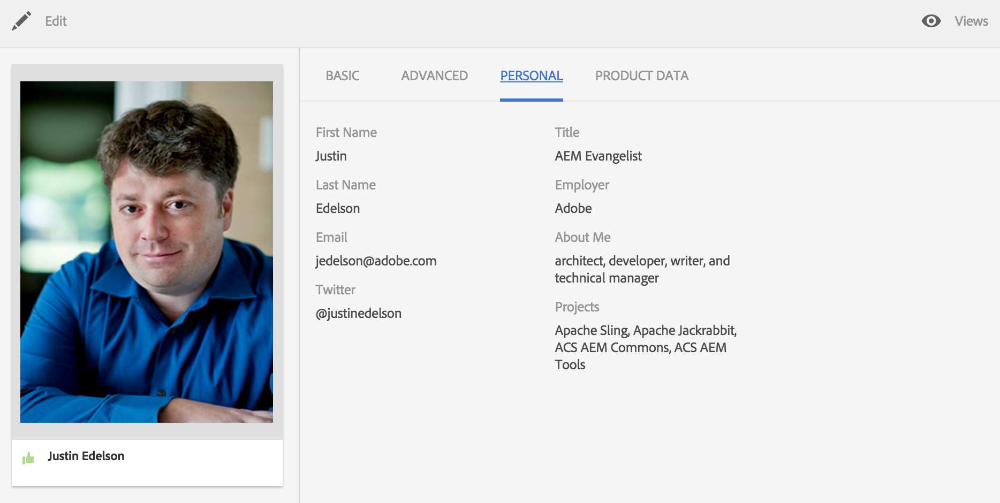 Edit
Views
BASIC
ADVANCED
PERSONAL
PRODUCT DATA
First Name
Justin
Last Name
Edelson
Email
jedelson@adobe.com
Twitter
@justinedelson
Title
AEM Evangelist
Employer
Adobe
About Me
architect, developer, writer, and
technical manager
Projects
Apache Sling, Apache Jackrabbit,
ACS AEM Commons, ACS AEM
Tools
Justin Edelson